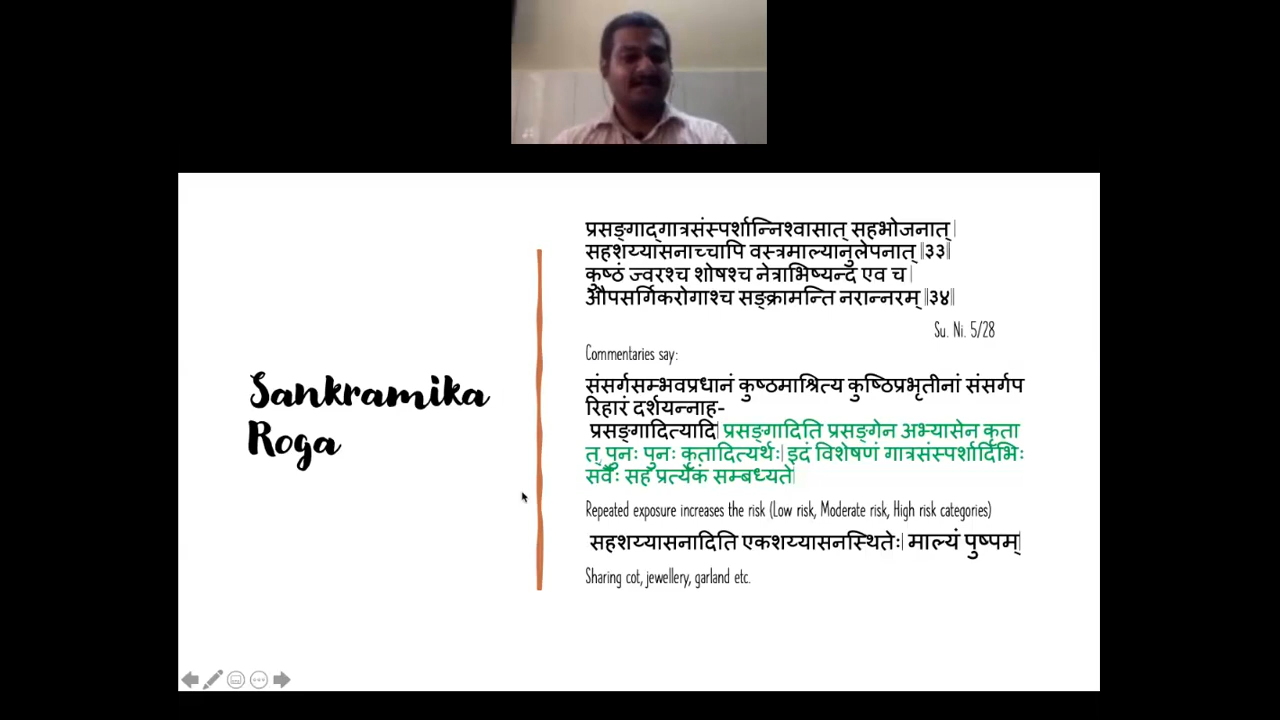 Sankramika
Roga
प्रसङ्गाद्गात्रसंस्पर्शान्निश्वासात् सहभोजनात् |
सहशय्यासनाच्चापि वस्त्रमाल्यानुलेपनात् ||३३||
कुष्ठं ज्वरश्च शोषश्च नेत्राभिष्यन्द एव च |
औपसर्गिकरोगाश्च सङ्क्रामन्ति नरान्नरम् ||३४||
Su. Ni. 5/28
Commentaries say:
संसर्गसम्भवप्रधानं कुष्ठमाश्रित्य कुष्ठिप्रभृतीनां संसर्गप
रिहारं दर्शयन्नाह-
प्रसङ्गादित्यादि| प्रसङ्गादिति प्रसङ्गेन अभ्यासेन कृता
त्, पुनः पुनः कृतादित्यर्थः| इदं विशेषणं गात्रसंस्पर्शादिभिः
सर्वैः सह प्रत्येकं सम्बध्यते|
Repeated exposure increases the risk (Low risk, Moderate risk, High risk categories)
सहशय्यासनादिति एकशय्यासनस्थितेः| माल्यं पुष्पम्|
Sharing cot, jewellery, garland etc.